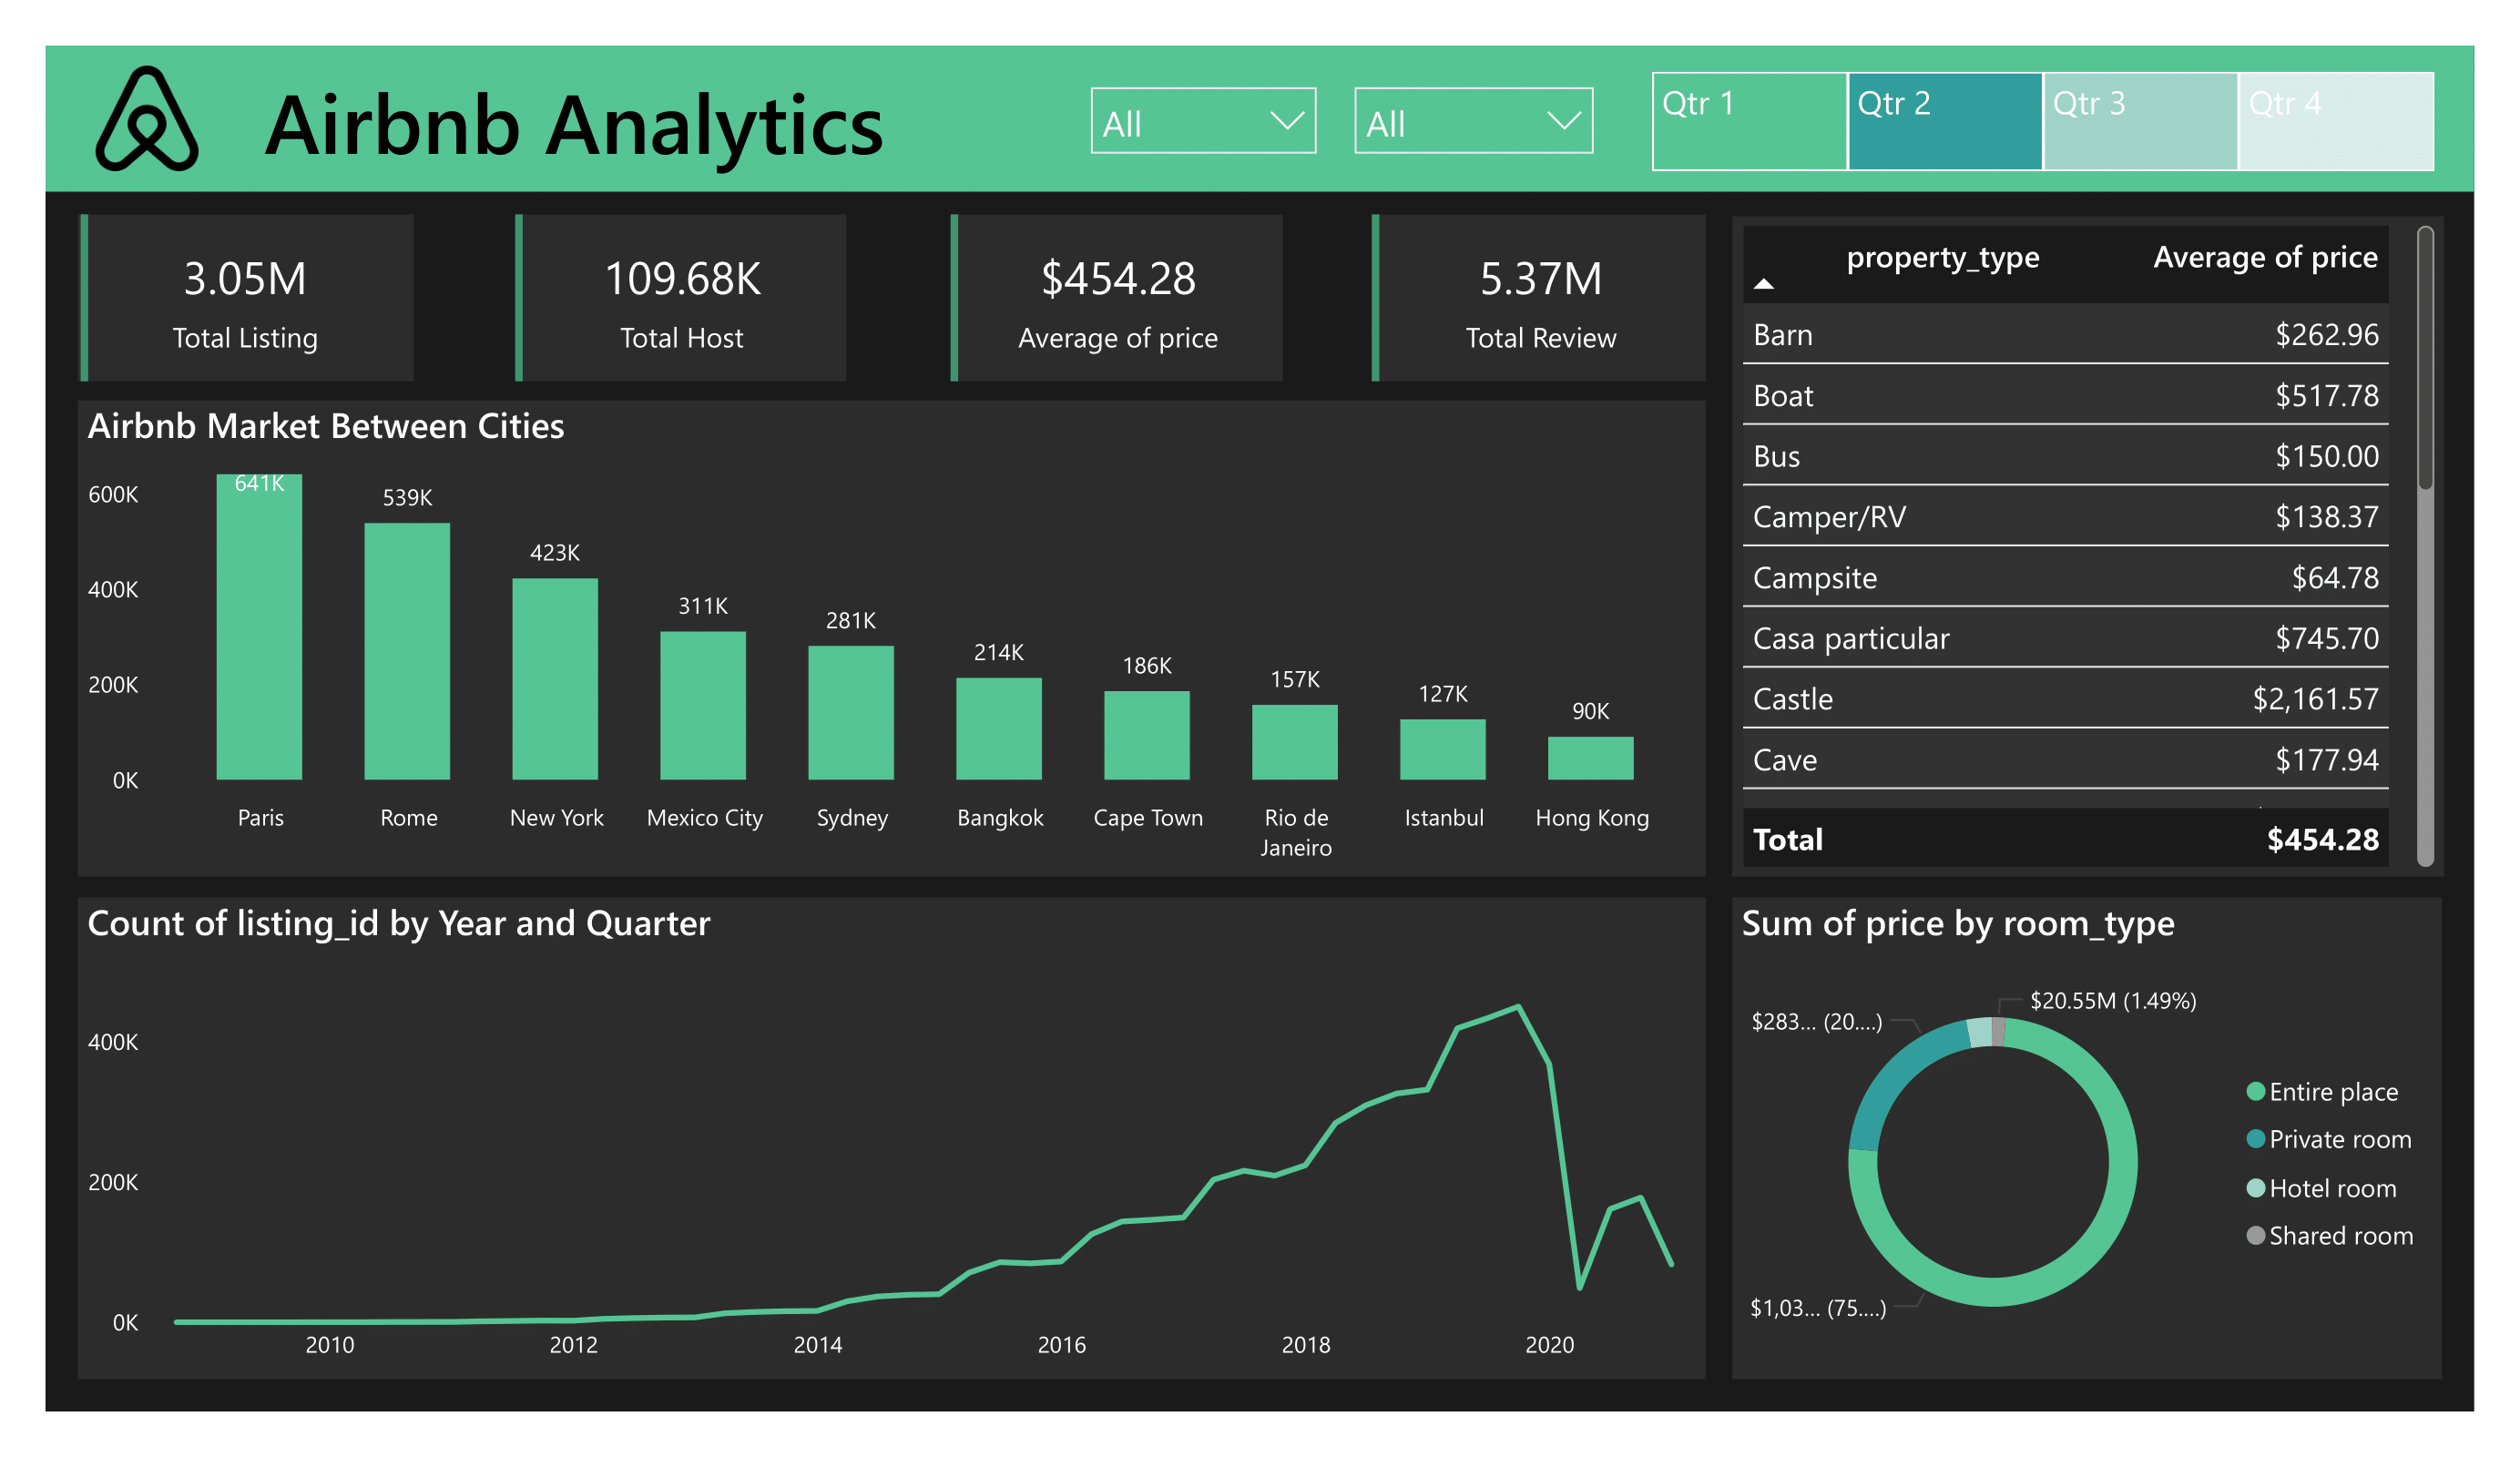 Airbnb Analytics
All
All
Qtr 1
Qtr 2
Qtr 3
Qtr 4
3.05M
Total Listing
109.68K
Total Host
$454.28
Average of price
5.37M
Total Review
property_type Average of price
Barn $262.96
Boat $517.78
Bus $150.00
Camper/RV $138.37
Campsite $64.78
Casa particular $745.70
Castle $2,161.57
Cave $177.94
Total $454.28
Airbnb Market Between Cities
600K
400K
200K
0K
641K
539K
423K
311K
281K
214K
186K
157K
127K
90K
Paris
Rome
New York
Mexico City
Sydney
Bangkok
Cape Town
Rio de
Janeiro
Istanbul
Hong Kong
Count of listing_id by Year and Quarter
400K
200K
0K
2010
2012
2014
2016
2018
2020
Sum of price by room_type
$20.55M (1.49%)
$283... (20....)
$1,03... (75....)
Entire place
Private room
Hotel room
Shared room